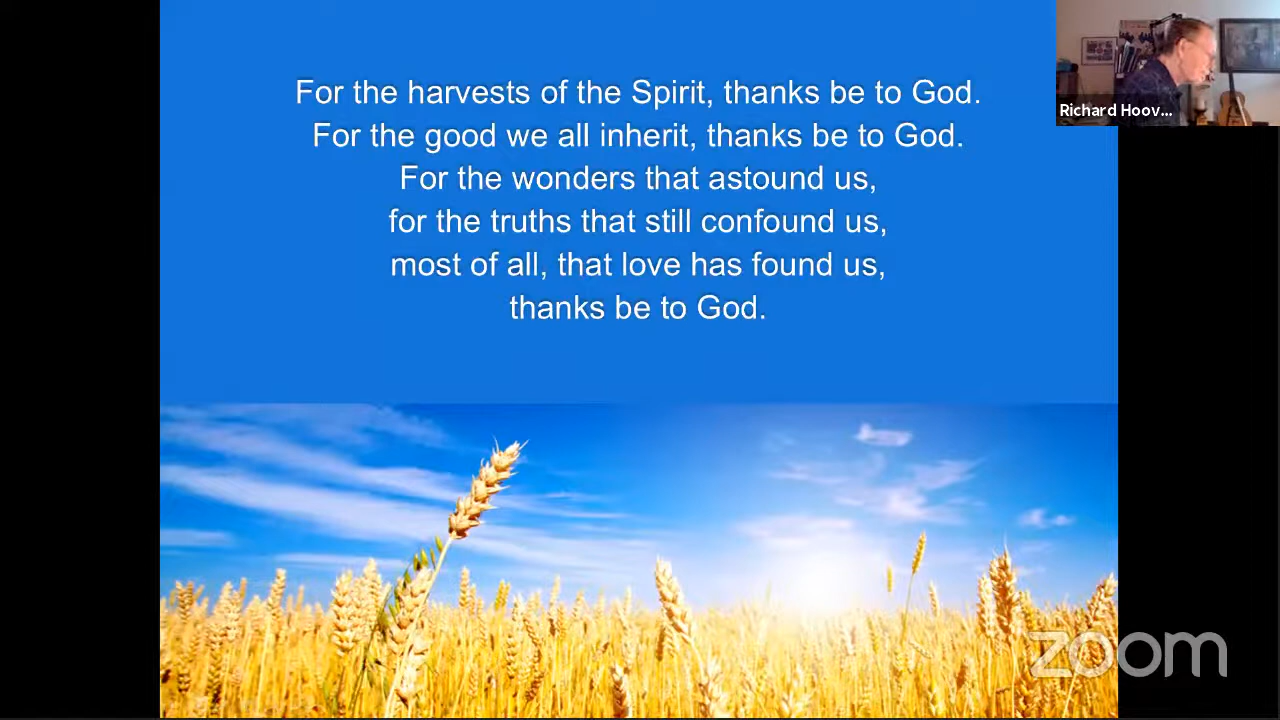 For the harvests of the Spirit, thanks be to God.
For the good we all inherit, thanks be to God.
For the wonders that astound us,
for the truths that still confound us,
most of all, that love has found us,
thanks be to God.
Richard Hoov...
zoom